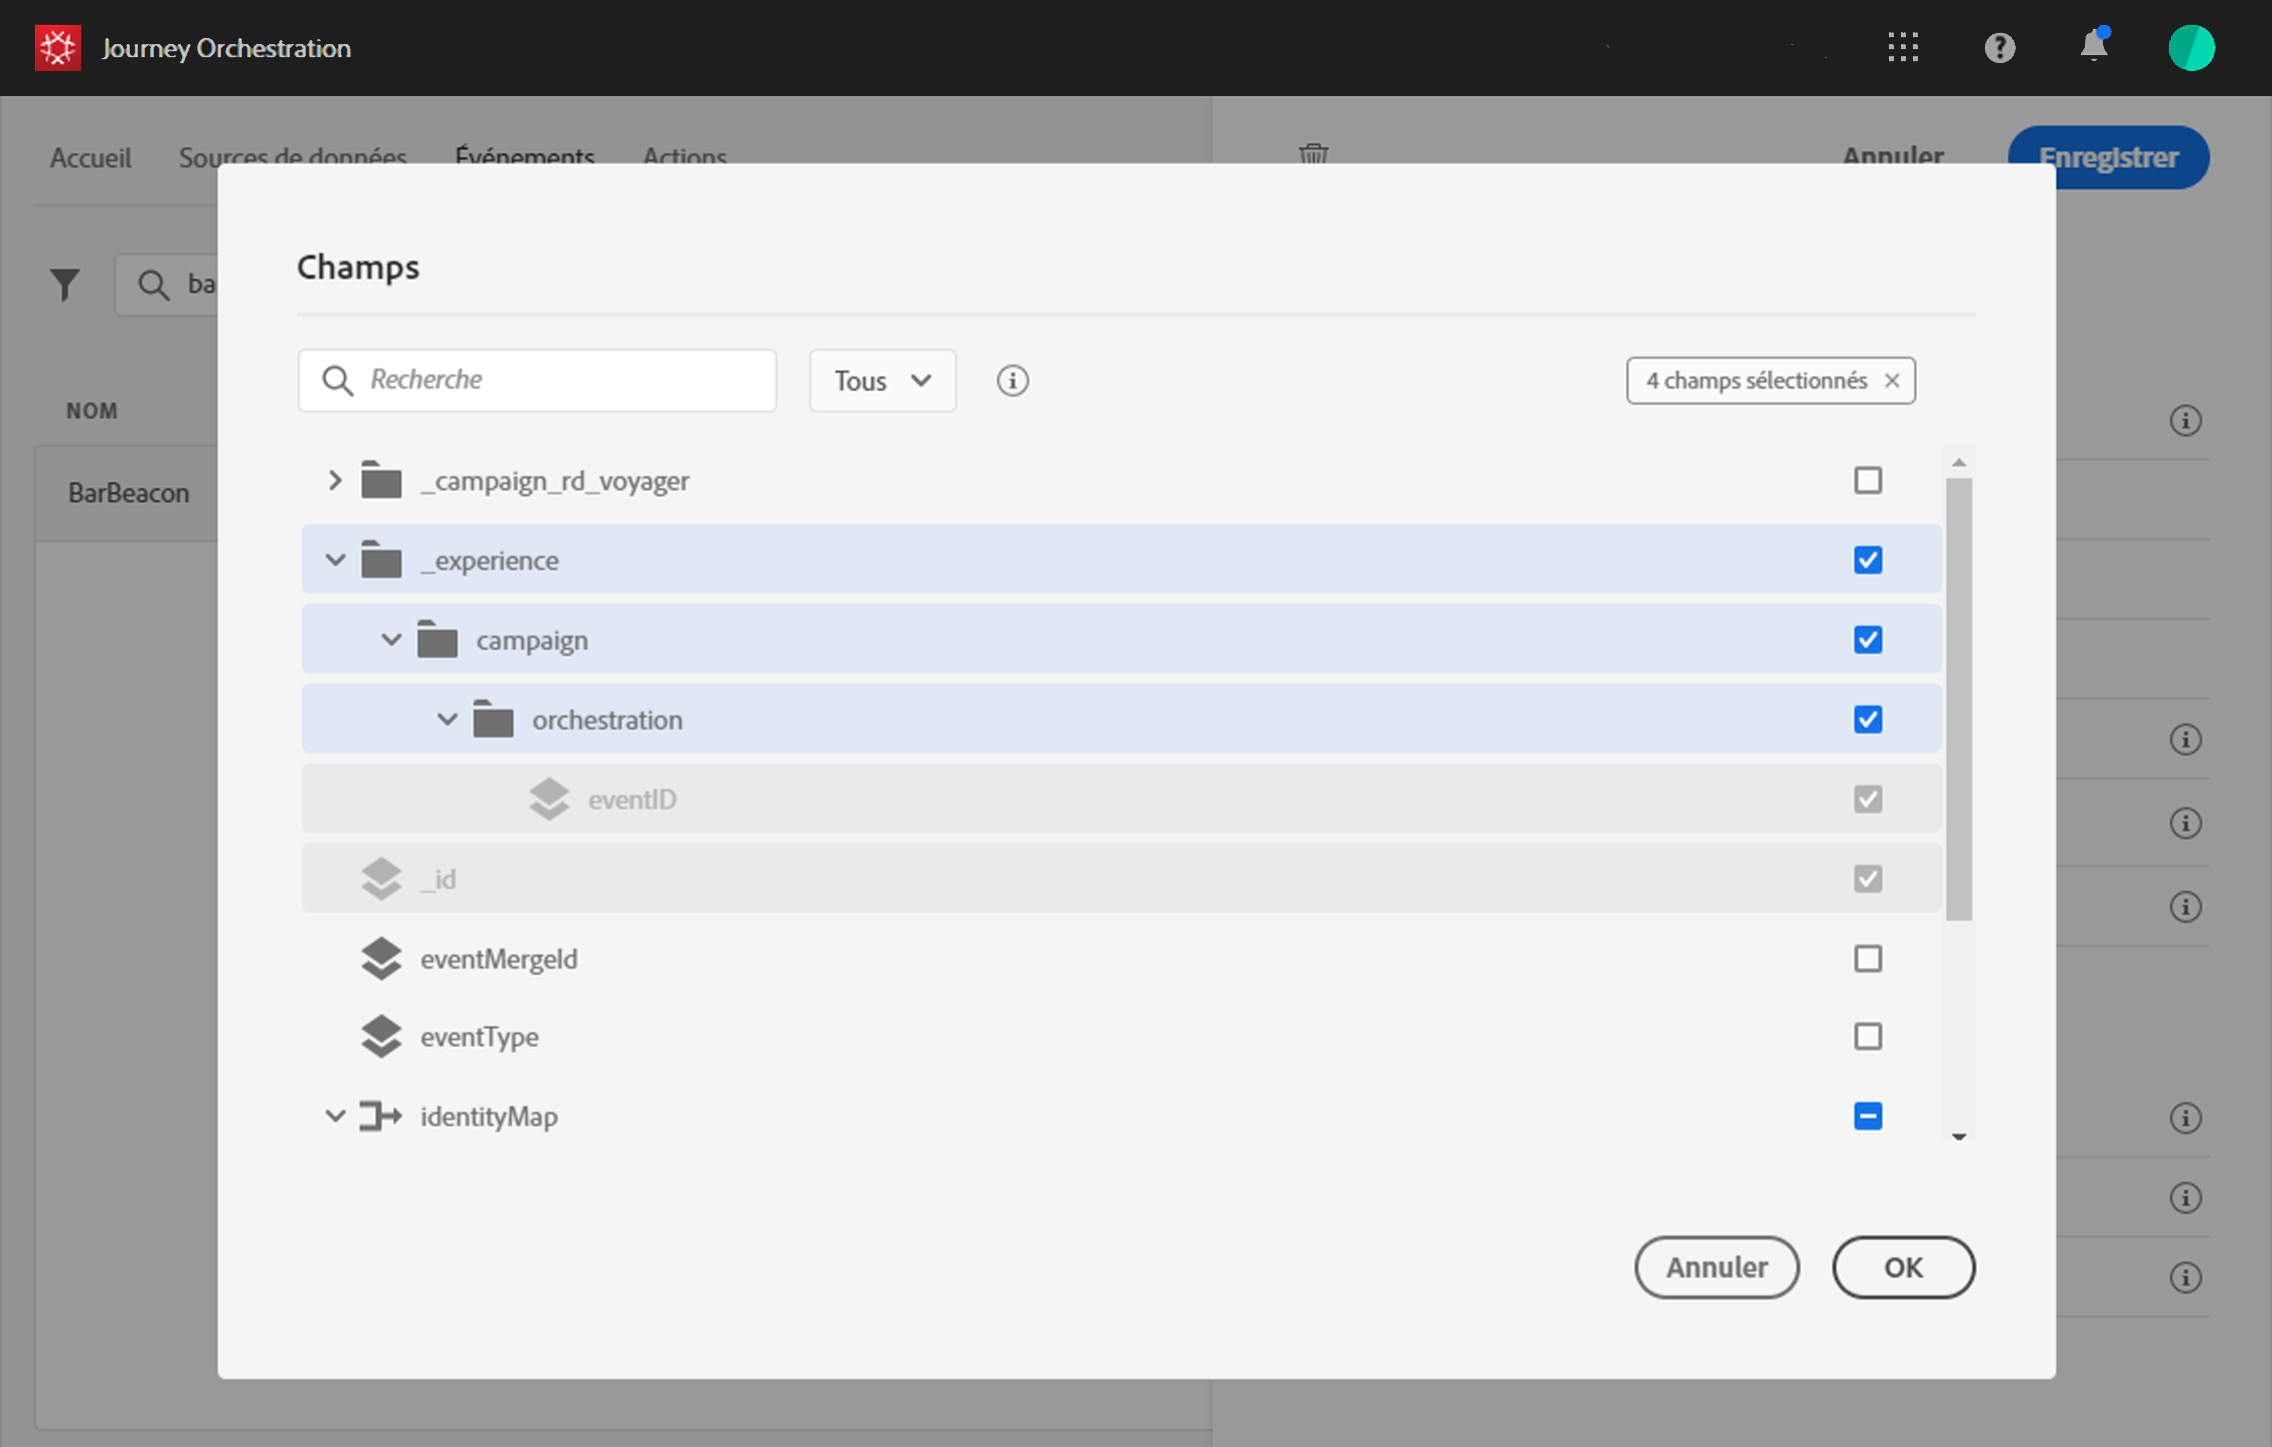 Journey Orchestration
Accueil Sources de données Événements Actions Annuler Enregistrer
Champs
ba
Recherche Tous 4 champs sélectionnés
NOM
_campaign_rd_voyager
BarBeacon
_experience
campaign
orchestration
eventID
_id
eventMergeId
eventType
identityMap
Annuler OK